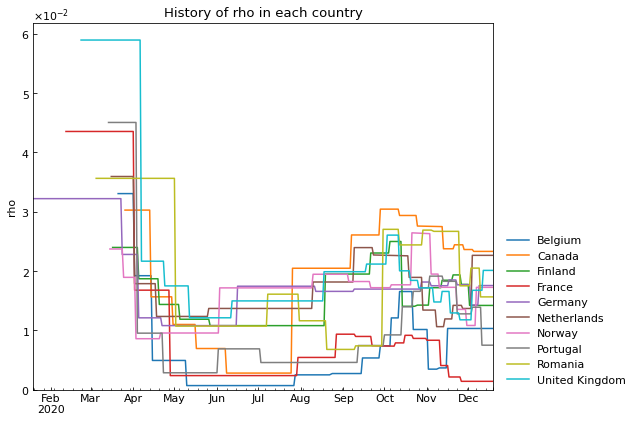 History of rho in each country
×10⁻²
6
5
4
3
2
1
0
rho
Feb Mar Apr May Jun Jul Aug Sep Oct Nov Dec
2020
Belgium
Canada
Finland
France
Germany
Netherlands
Norway
Portugal
Romania
United Kingdom